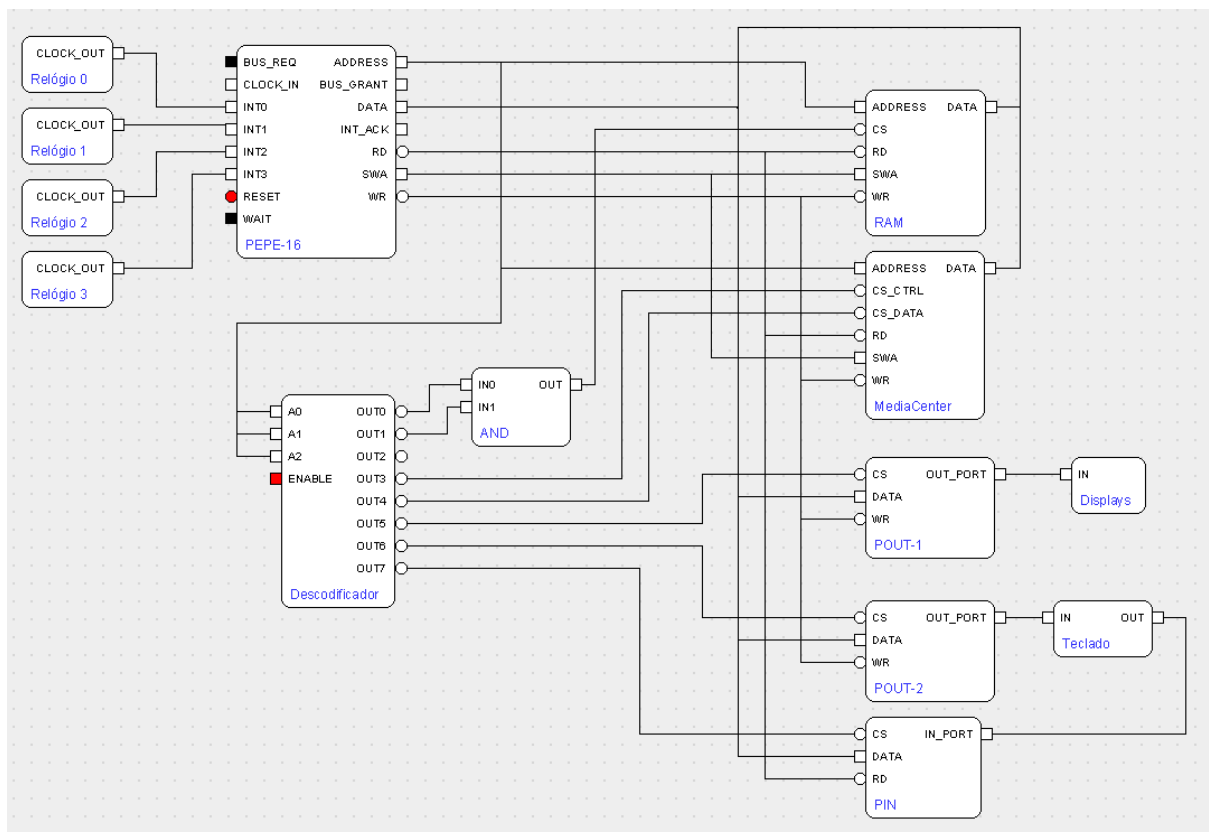 CLOCK_OUT
Relógio 0
CLOCK_OUT
Relógio 1
CLOCK_OUT
Relógio 2
CLOCK_OUT
Relógio 3
BUS_REQ ADDRESS
CLOCK_IN BUS_GRANT
INT0 DATA
INT1 INT_ACK
INT2 RD
INT3 SWA
RESET WR
WAIT
PEPE-16
ADDRESS DATA
CS
RD
SWA
WR
RAM
ADDRESS DATA
CS_CTRL
CS_DATA
RD
SWA
WR
MediaCenter
IN0 OUT
IN1
AND
A0 OUT0
A1 OUT1
A2 OUT2
ENABLE OUT3
OUT4
OUT5
OUT6
OUT7
Descodificador
CS OUT_PORT
DATA
WR
POUT-1
IN
Displays
CS OUT_PORT
DATA
WR
POUT-2
IN OUT
Teclado
CS IN_PORT
DATA
RD
PIN